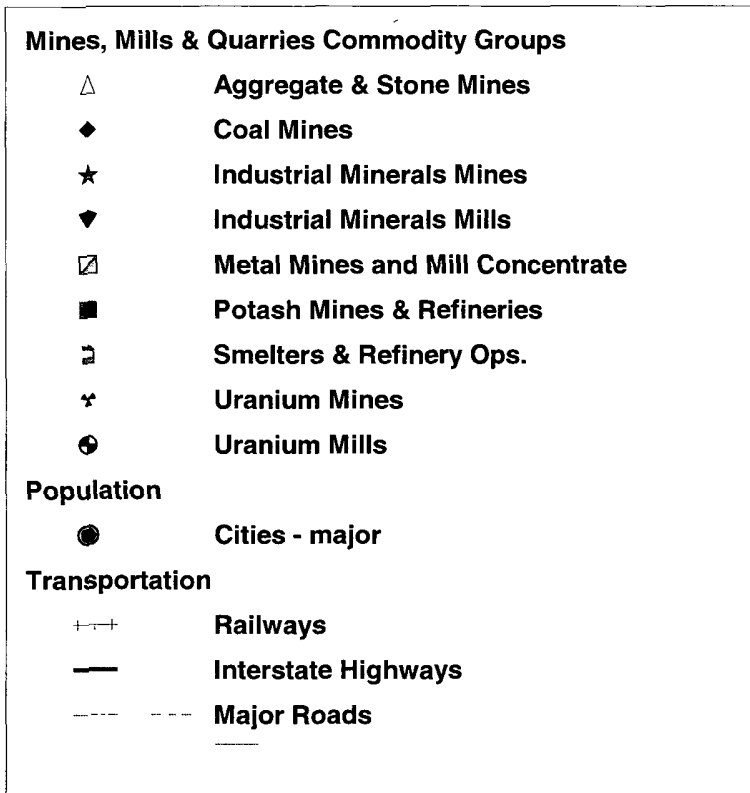 Mines, Mills & Quarries Commodity Groups
Aggregate & Stone Mines
Coal Mines
Industrial Minerals Mines
Industrial Minerals Mills
Metal Mines and Mill Concentrate
Potash Mines & Refineries
Smelters & Refinery Ops.
Uranium Mines
Uranium Mills
Population
Cities - major
Transportation
Railways
Interstate Highways
Major Roads